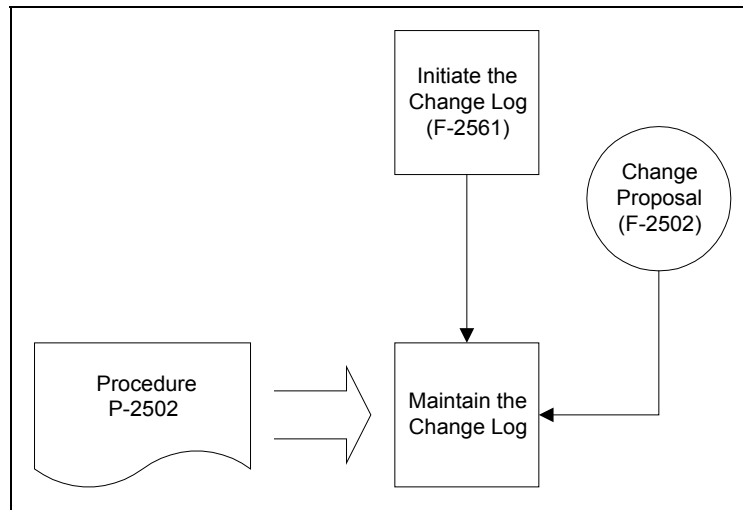 Initiate the
Change Log
(F-2561)
Change
Proposal
(F-2502)
Procedure
P-2502
Maintain the
Change Log